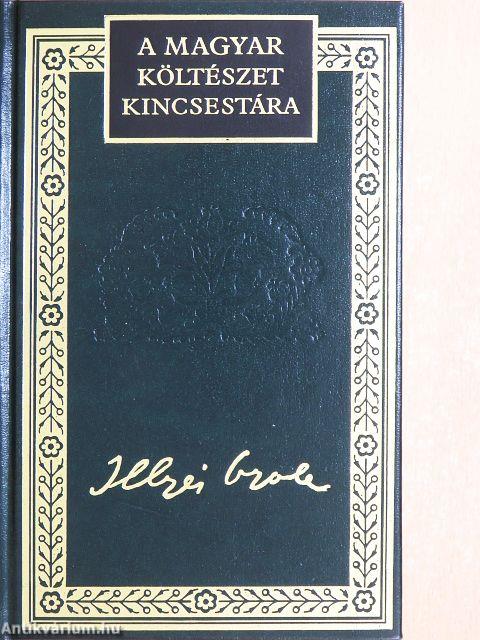 A MAGYAR
KÖLTÉSZET
KINCSESTÁRA
Illyés Gyula
Antikvárium.hu